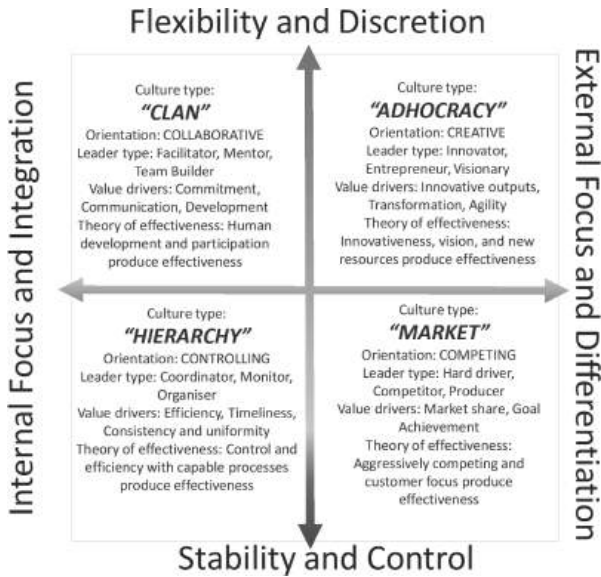 Flexibility and Discretion
Internal Focus and Integration
Culture type:
“CLAN”
Orientation: COLLABORATIVE
Leader type: Facilitator, Mentor,
Team Builder
Value drivers: Commitment,
Communication, Development
Theory of effectiveness: Human
development and participation
produce effectiveness
Culture type:
“ADHOCRACY”
Orientation: CREATIVE
Leader type: Innovator,
Entrepreneur, Visionary
Value drivers: Innovative outputs,
Transformation, Agility
Theory of effectiveness:
Innovativeness, vision, and new
resources produce effectiveness
External Focus and Differentiation
Culture type:
“HIERARCHY”
Orientation: CONTROLLING
Leader type: Coordinator, Monitor,
Organiser
Value drivers: Efficiency, Timeliness,
Consistency and uniformity
Theory of effectiveness: Control and
efficiency with capable processes
produce effectiveness
Culture type:
“MARKET”
Orientation: COMPETING
Leader type: Hard driver,
Competitor, Producer
Value drivers: Market share, Goal
Achievement
Theory of effectiveness:
Aggressively competing and
customer focus produce
effectiveness
Stability and Control